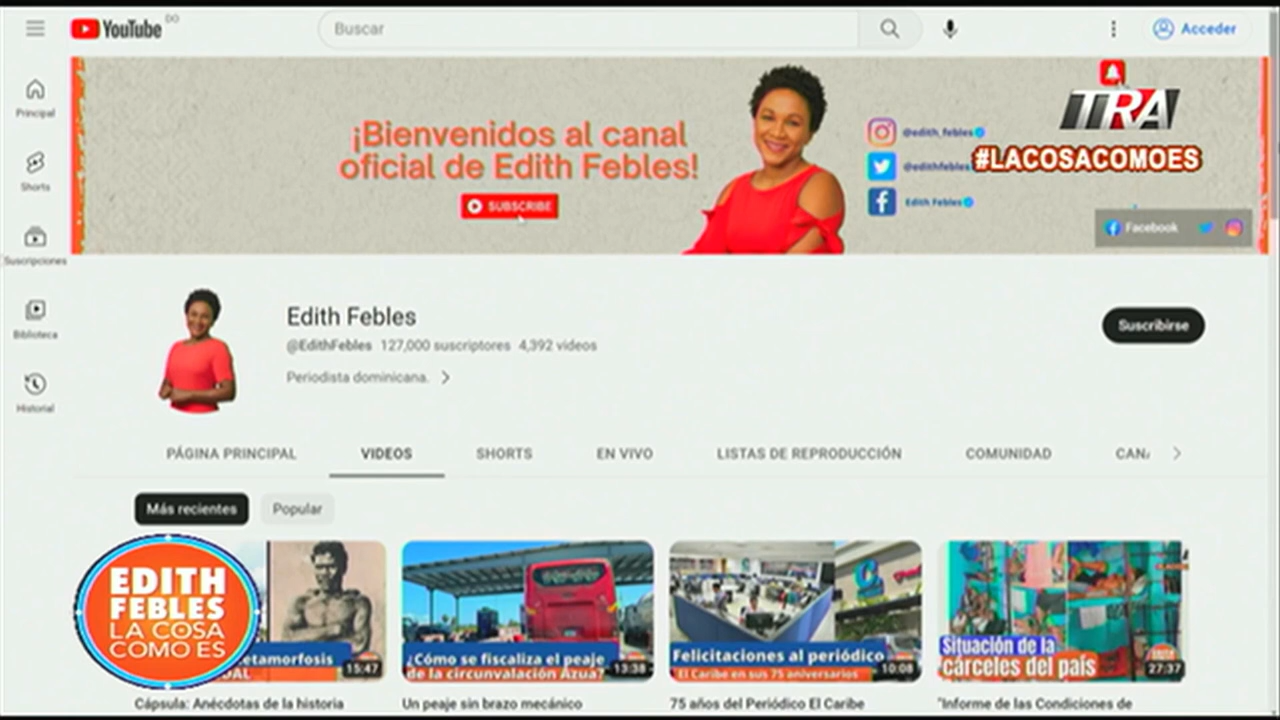 YouTube DO
Buscar
Acceder
Principal
Shorts
Suscripciones
Biblioteca
Historial
¡Bienvenidos al canal
oficial de Edith Febles!
SUBSCRIBE
@edith_febles
@edithfebles
Edith Febles
TRA
#LACOSACOMOES
Facebook
Edith Febles
@EdithFebles 127,000 suscriptores 4,392 videos
Periodista dominicana.
Suscribirse
PÁGINA PRINCIPAL VIDEOS SHORTS EN VIVO LISTAS DE REPRODUCCIÓN COMUNIDAD
Más recientes Popular
EDITH
FEBLES
LA COSA
COMO ES
15:47
¿Cómo se fiscaliza el peaje
de la circunvalación Azua?
13:38
Felicitaciones al periódico
El Caribe en sus 75 aniversarios
10:08
Situación de la
cárceles del país
27:37
Cápsula: Anécdotas de la historia
Un peaje sin brazo mecánico
75 años del Periódico El Caribe
"Informe de las Condiciones de